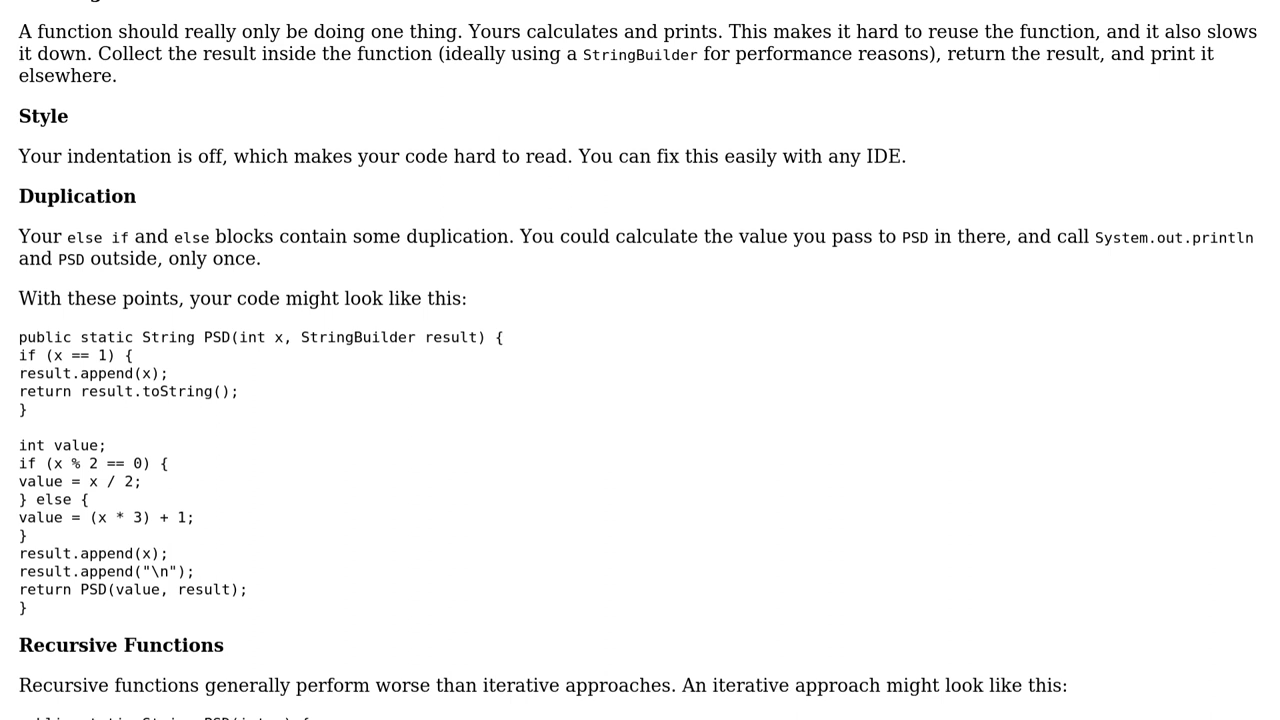 A function should really only be doing one thing. Yours calculates and prints. This makes it hard to reuse the function, and it also slows
it down. Collect the result inside the function (ideally using a StringBuilder for performance reasons), return the result, and print it
elsewhere.
Style
Your indentation is off, which makes your code hard to read. You can fix this easily with any IDE.
Duplication
Your else if and else blocks contain some duplication. You could calculate the value you pass to PSD in there, and call System.out.println
and PSD outside, only once.
With these points, your code might look like this:
public static String PSD(int x, StringBuilder result) {
if (x == 1) {
result.append(x);
return result.toString();
}
int value;
if (x % 2 == 0) {
value = x / 2;
} else {
value = (x * 3) + 1;
}
result.append(x);
result.append("\n");
return PSD(value, result);
}
Recursive Functions
Recursive functions generally perform worse than iterative approaches. An iterative approach might look like this: